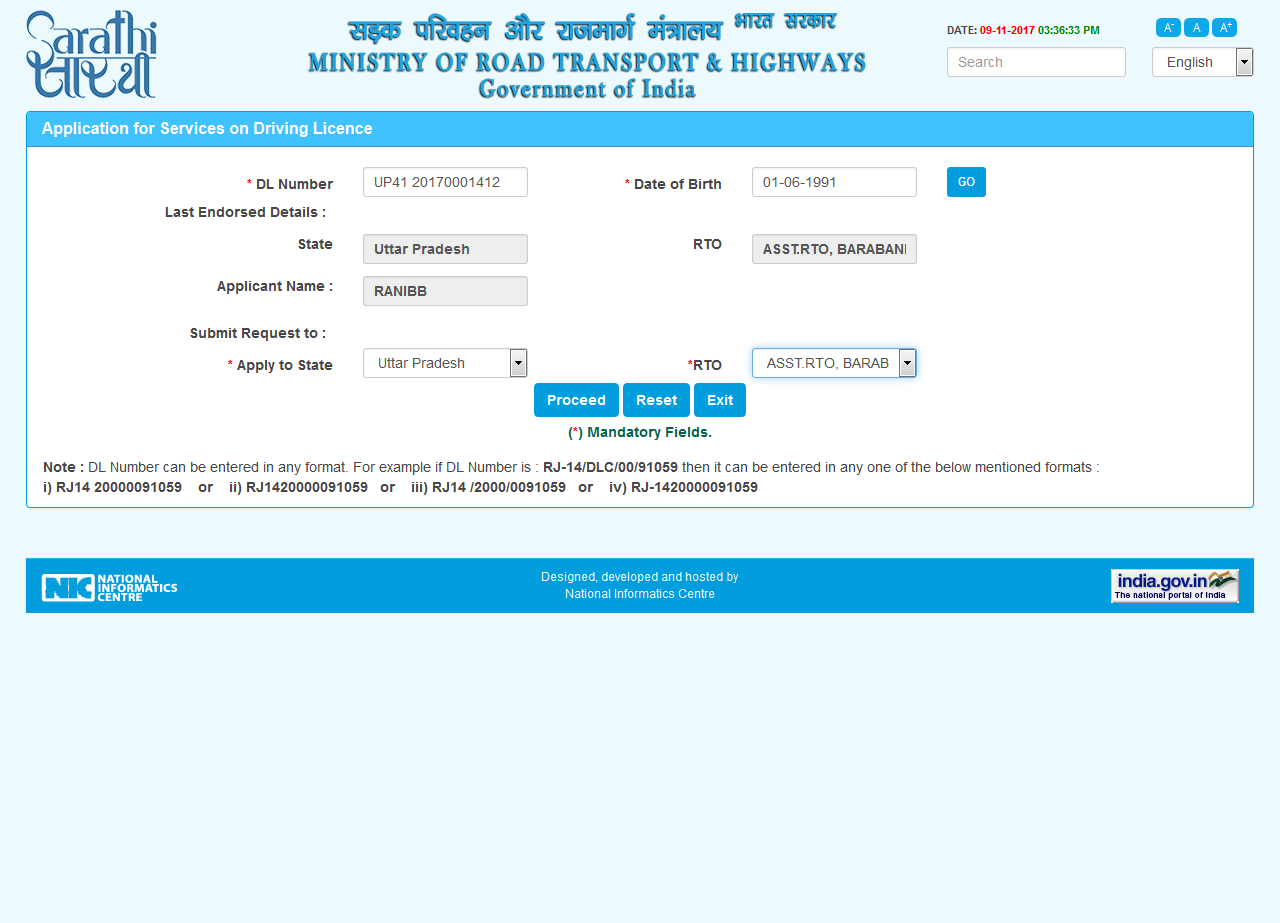 Sarathi
सारथी
सड़क परिवहन और राजमार्ग मंत्रालय भारत सरकार
MINISTRY OF ROAD TRANSPORT & HIGHWAYS
Government of India
DATE: 09-11-2017 03:36:33 PM
A- A A+
Search
English
Application for Services on Driving Licence
* DL Number UP41 20170001412 * Date of Birth 01-06-1991 GO
Last Endorsed Details :
State Uttar Pradesh RTO ASST.RTO, BARABANI
Applicant Name : RANIBB
Submit Request to :
* Apply to State Uttar Pradesh *RTO ASST.RTO, BARAB
Proceed Reset Exit
(*) Mandatory Fields.
Note : DL Number can be entered in any format. For example if DL Number is : RJ-14/DLC/00/91059 then it can be entered in any one of the below mentioned formats :
i) RJ14 20000091059 or ii) RJ1420000091059 or iii) RJ14 /2000/0091059 or iv) RJ-1420000091059
NIC NATIONAL
INFORMATICS
CENTRE
Designed, developed and hosted by
National Informatics Centre
india.gov.in
The national portal of India